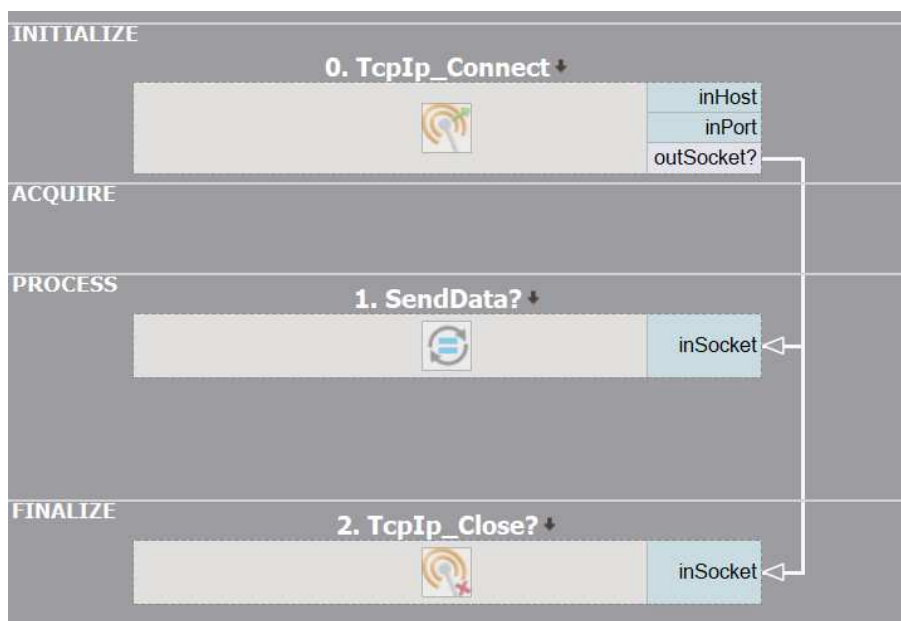 INITIALIZE
0. TcpIp_Connect
inHost
inPort
outSocket?
ACQUIRE
PROCESS
1. SendData?
inSocket
FINALIZE
2. TcpIp_Close?
inSocket